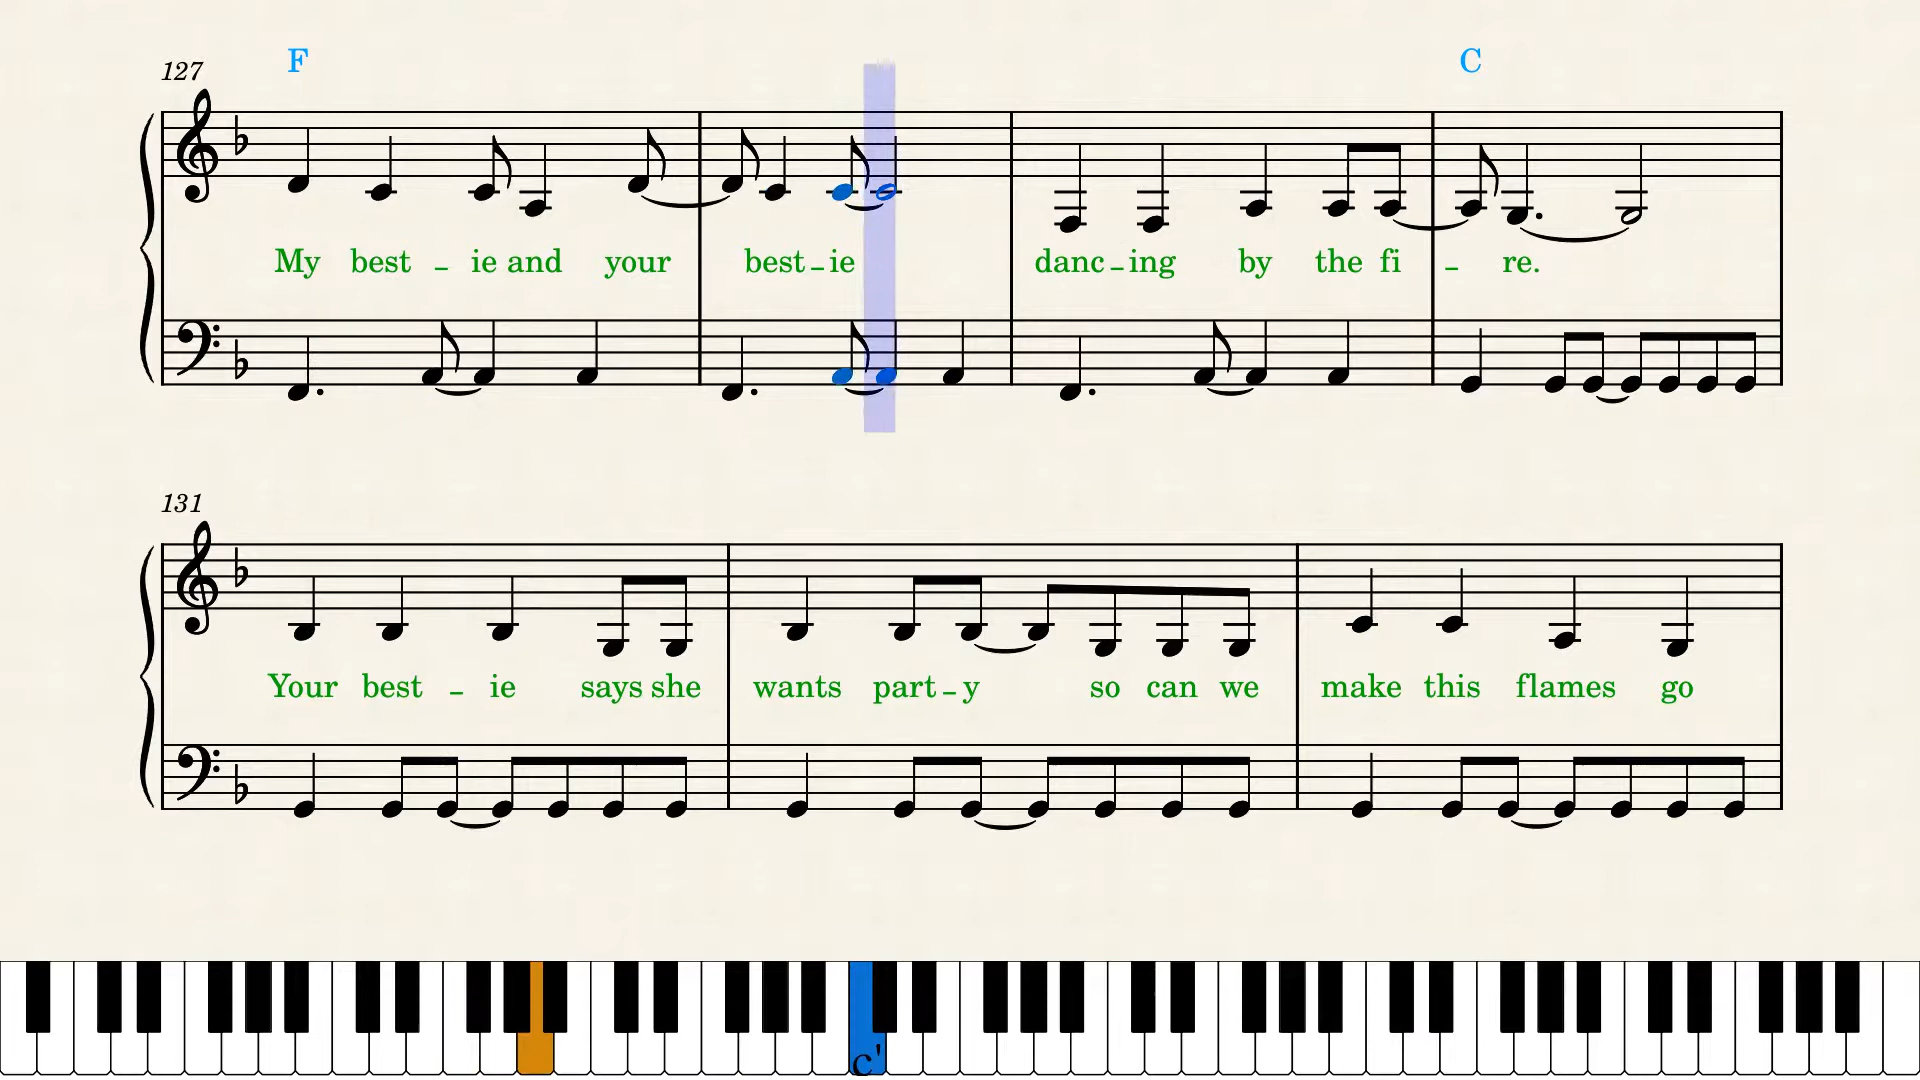 F C
127
My best - ie and your best - ie danc - ing by the fi - re.
131
Your best - ie says she wants part - y so can we make this flames go
c'